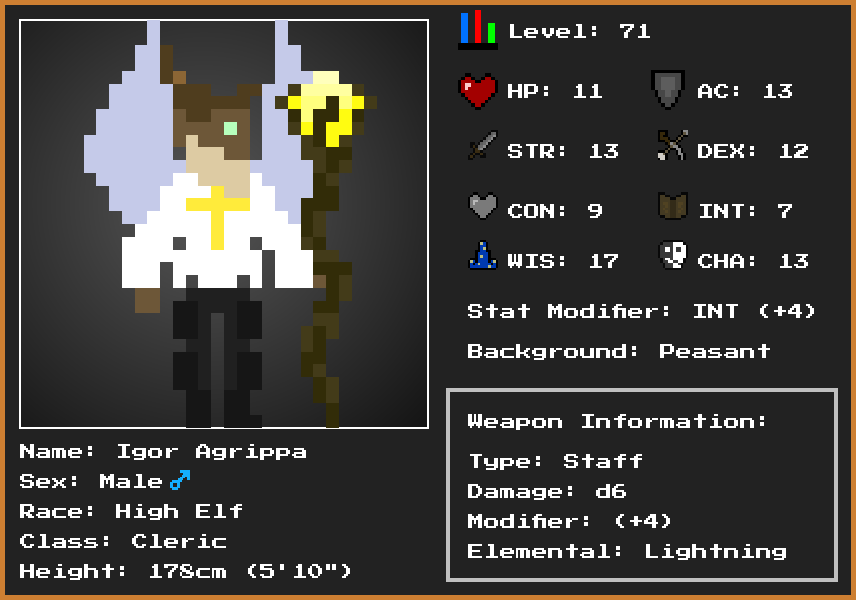 Level: 71
HP: 11
AC: 13
STR: 13
DEX: 12
CON: 9
INT: 7
WIS: 17
CHA: 13
Stat Modifier: INT (+4)
Background: Peasant
Weapon Information:
Type: Staff
Damage: d6
Modifier: (+4)
Elemental: Lightning
Name: Igor Agrippa
Sex: Male♂
Race: High Elf
Class: Cleric
Height: 178cm (5'10")